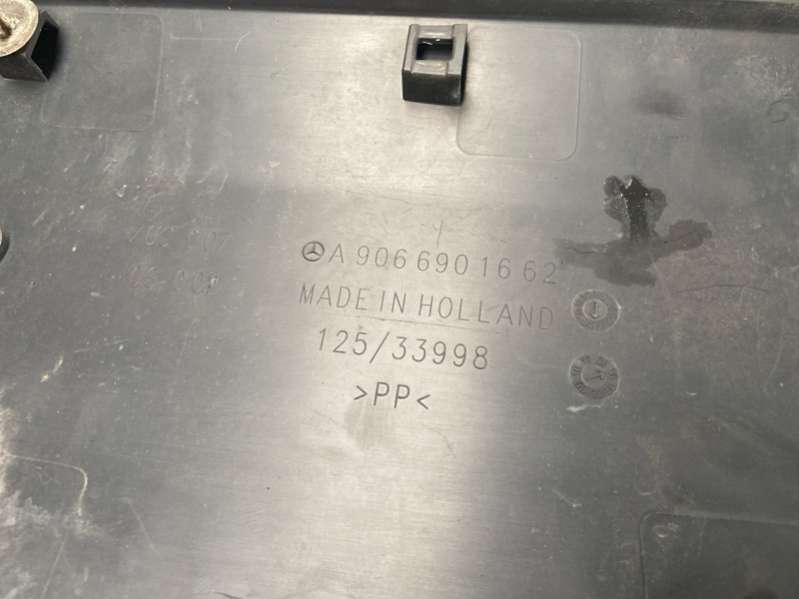 A 906 690 16 62
MADE IN HOLLAND
125/33998
>PP<